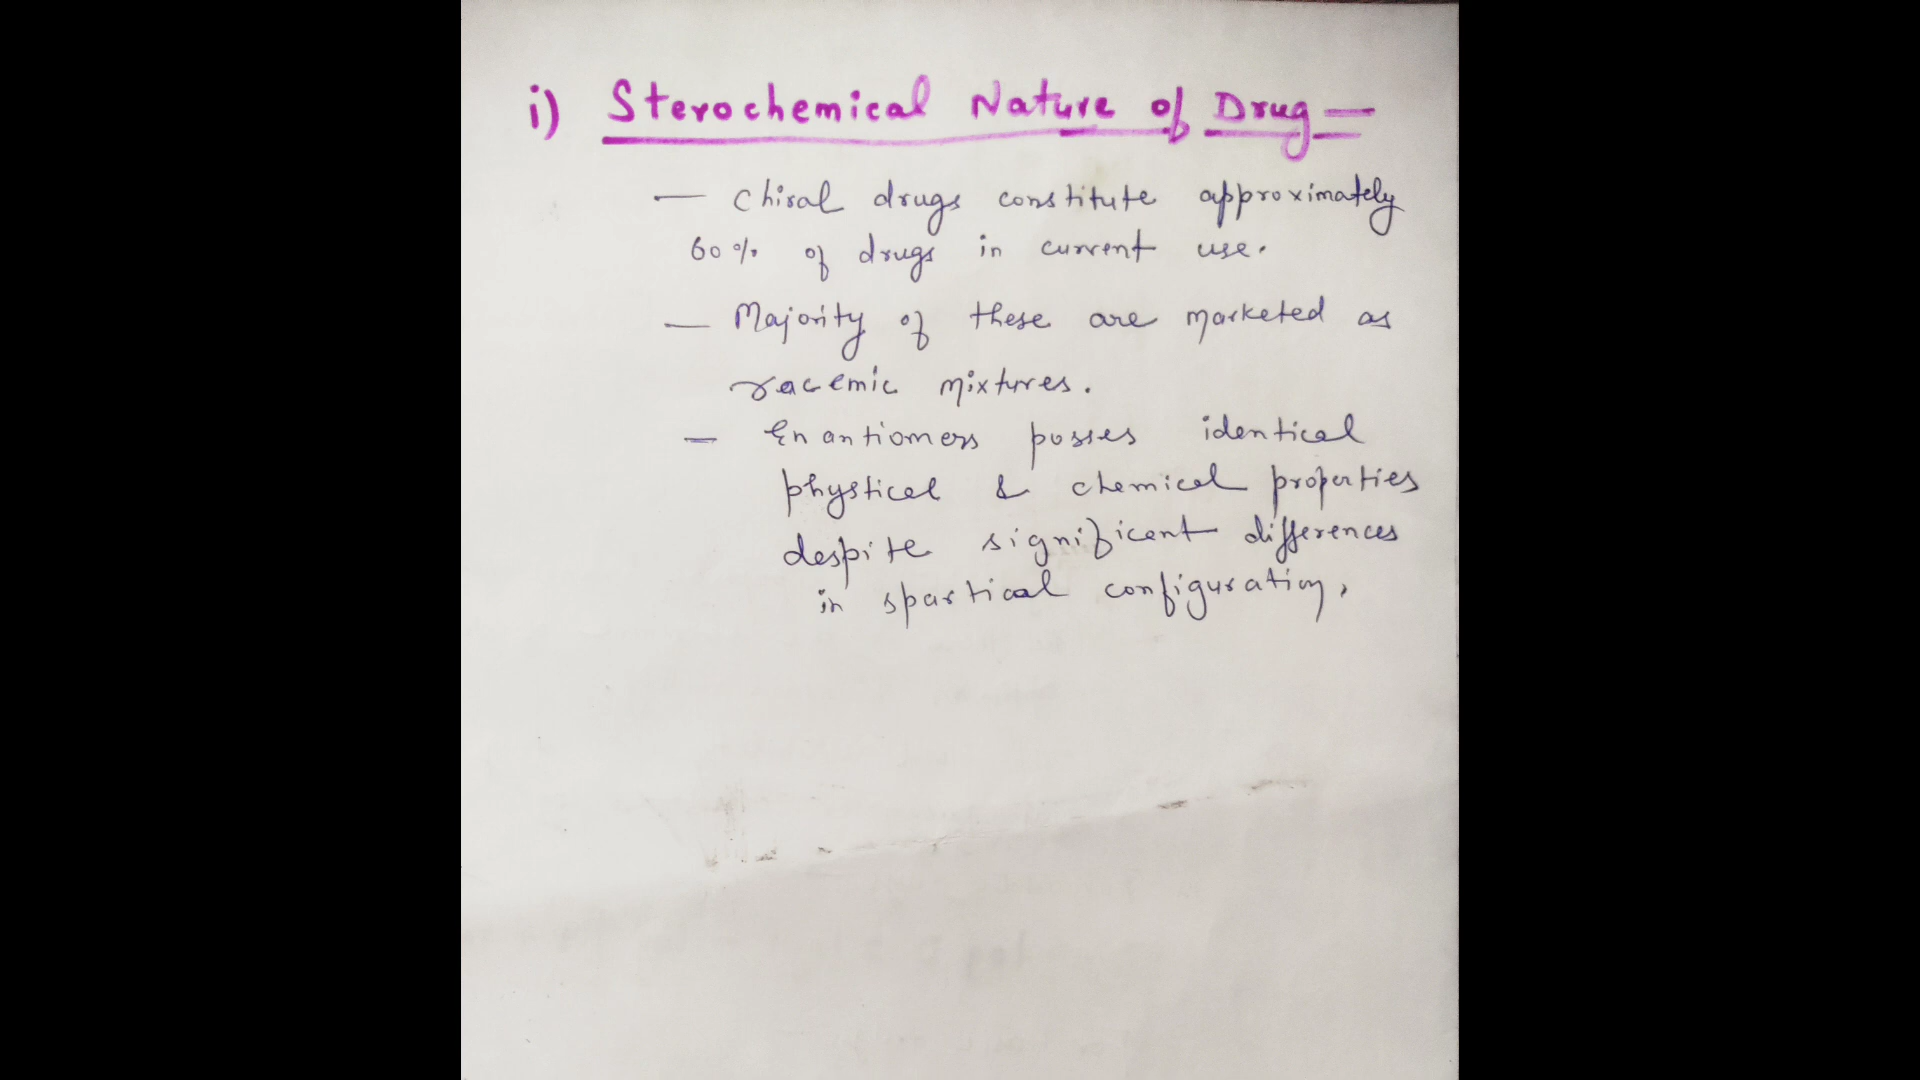 i) Sterochemical Nature of Drug —
— Chiral drugs constitute approximately
60% of drugs in current use.
— Majority of these are marketed as
racemic mixtures.
— Enantiomers posses identical
phystical & chemical properties
despite significant differences
in spartical configuration,